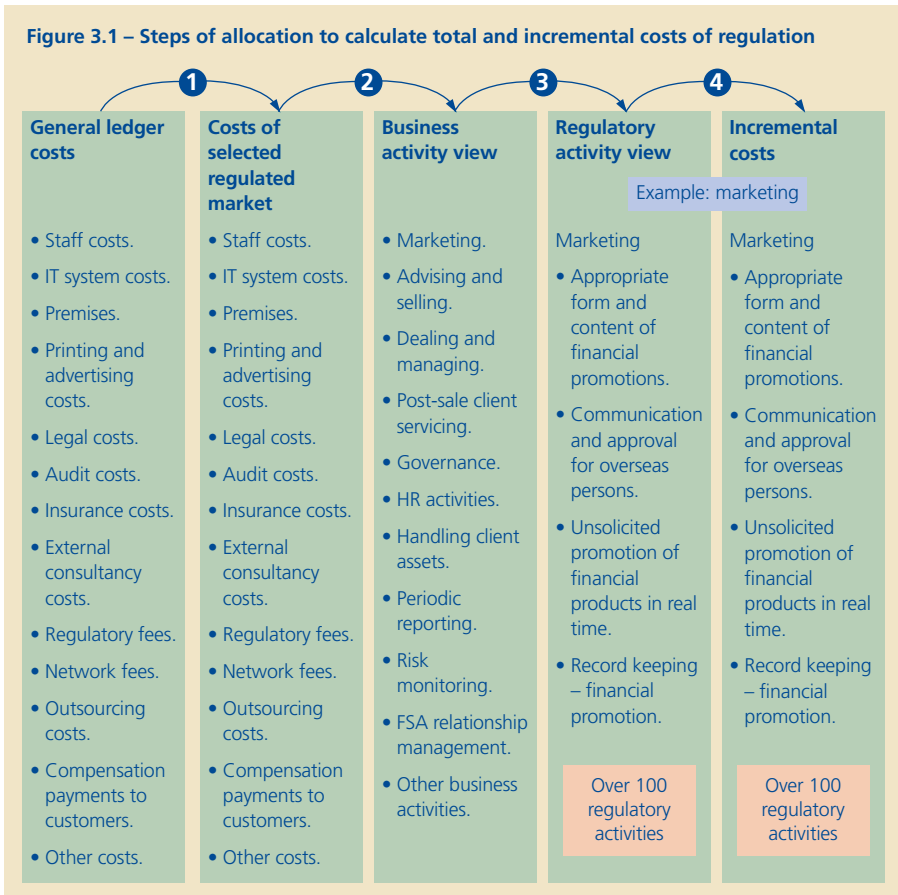 Figure 3.1 – Steps of allocation to calculate total and incremental costs of regulation
1
2
3
4
General ledger
costs
• Staff costs.
• IT system costs.
• Premises.
• Printing and
advertising
costs.
• Legal costs.
• Audit costs.
• Insurance costs.
• External
consultancy
costs.
• Regulatory fees.
• Network fees.
• Outsourcing
costs.
• Compensation
payments to
customers.
• Other costs.
Costs of
selected
regulated
market
• Staff costs.
• IT system costs.
• Premises.
• Printing and
advertising
costs.
• Legal costs.
• Audit costs.
• Insurance costs.
• External
consultancy
costs.
• Regulatory fees.
• Network fees.
• Outsourcing
costs.
• Compensation
payments to
customers.
• Other costs.
Business
activity view
• Marketing.
• Advising and
selling.
• Dealing and
managing.
• Post-sale client
servicing.
• Governance.
• HR activities.
• Handling client
assets.
• Periodic
reporting.
• Risk
monitoring.
• FSA relationship
management.
• Other business
activities.
Regulatory
activity view
Example: marketing
Marketing
• Appropriate
form and
content of
financial
promotions.
• Communication
and approval
for overseas
persons.
• Unsolicited
promotion of
financial
products in real
time.
• Record keeping
– financial
promotion.
Over 100
regulatory
activities
Incremental
costs
Marketing
• Appropriate
form and
content of
financial
promotions.
• Communication
and approval
for overseas
persons.
• Unsolicited
promotion of
financial
products in real
time.
• Record keeping
– financial
promotion.
Over 100
regulatory
activities